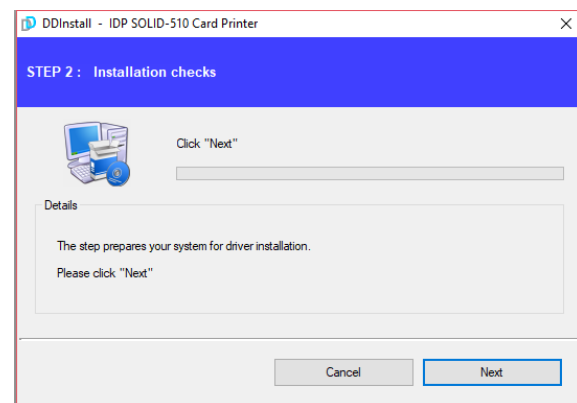 DDInstall - IDP SOLID-510 Card Printer
STEP 2 : Installation checks
Click "Next"
Details
The step prepares your system for driver installation.
Please click "Next"
Cancel
Next